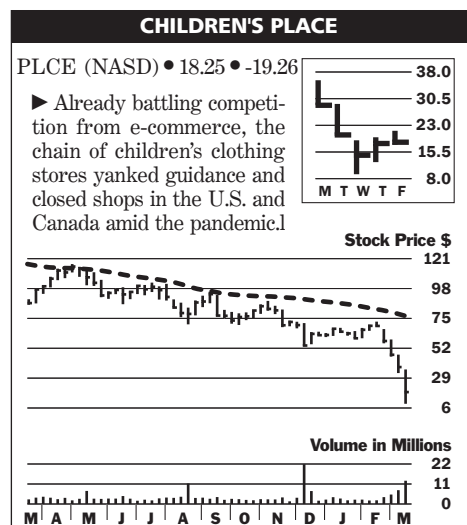 CHILDREN'S PLACE
PLCE (NASD) ● 18.25 ● -19.26
► Already battling competi-
tion from e-commerce, the
chain of children's clothing
stores yanked guidance and
closed shops in the U.S. and
Canada amid the pandemic.l
38.0
30.5
23.0
15.5
8.0
M T W T F
Stock Price $
121
98
75
52
29
6
Volume in Millions
22
11
0
M A M J J A S O N D J F M